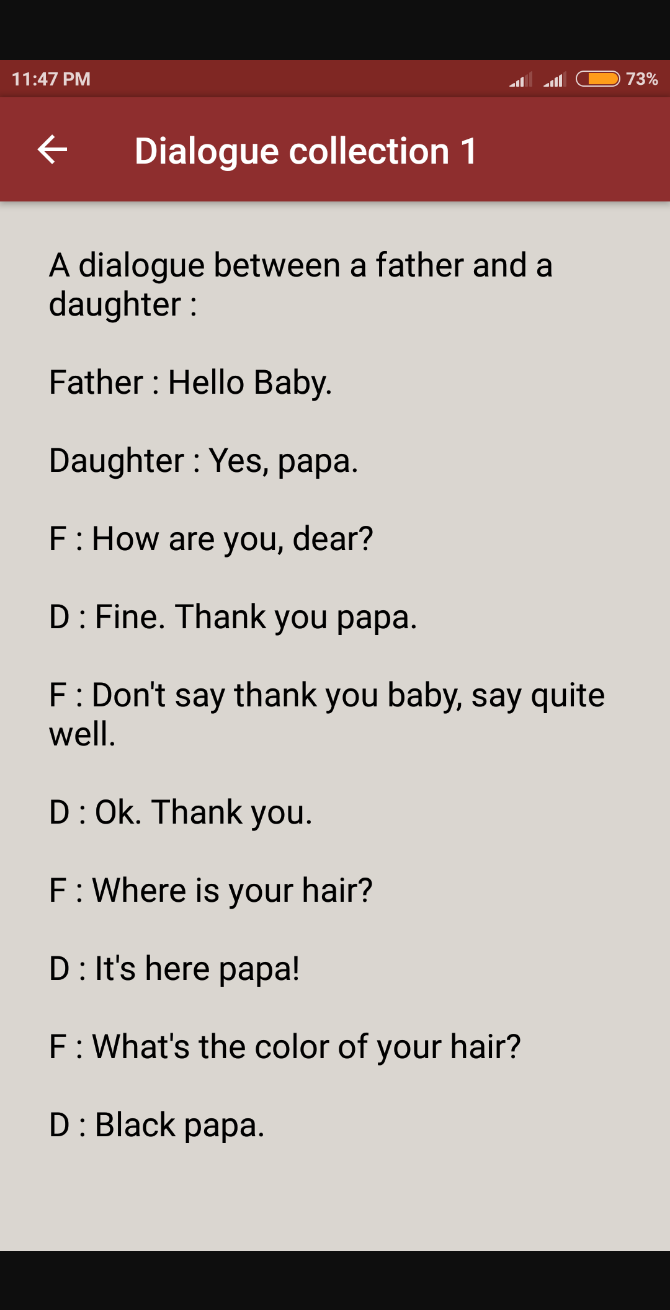 11:47 PM
73%
Dialogue collection 1
A dialogue between a father and a
daughter :
Father : Hello Baby.
Daughter : Yes, papa.
F : How are you, dear?
D : Fine. Thank you papa.
F : Don't say thank you baby, say quite
well.
D : Ok. Thank you.
F : Where is your hair?
D : It's here papa!
F : What's the color of your hair?
D : Black papa.